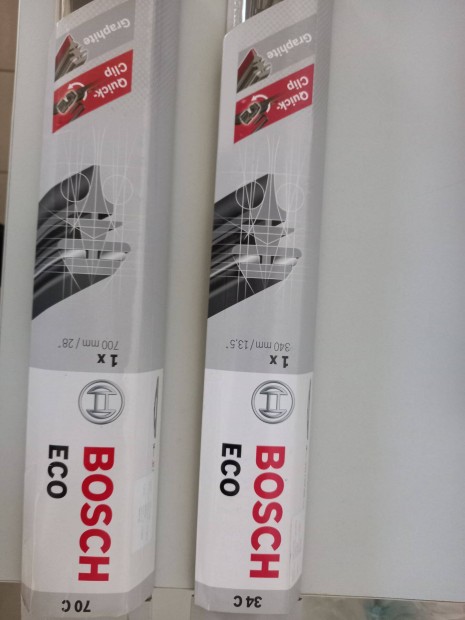 Graphite
Quick-
Clip
1 x
700 mm / 28"
BOSCH
ECO
70 C
Graphite
Quick-
Clip
1 x
340 mm / 13,5"
BOSCH
ECO
34 C